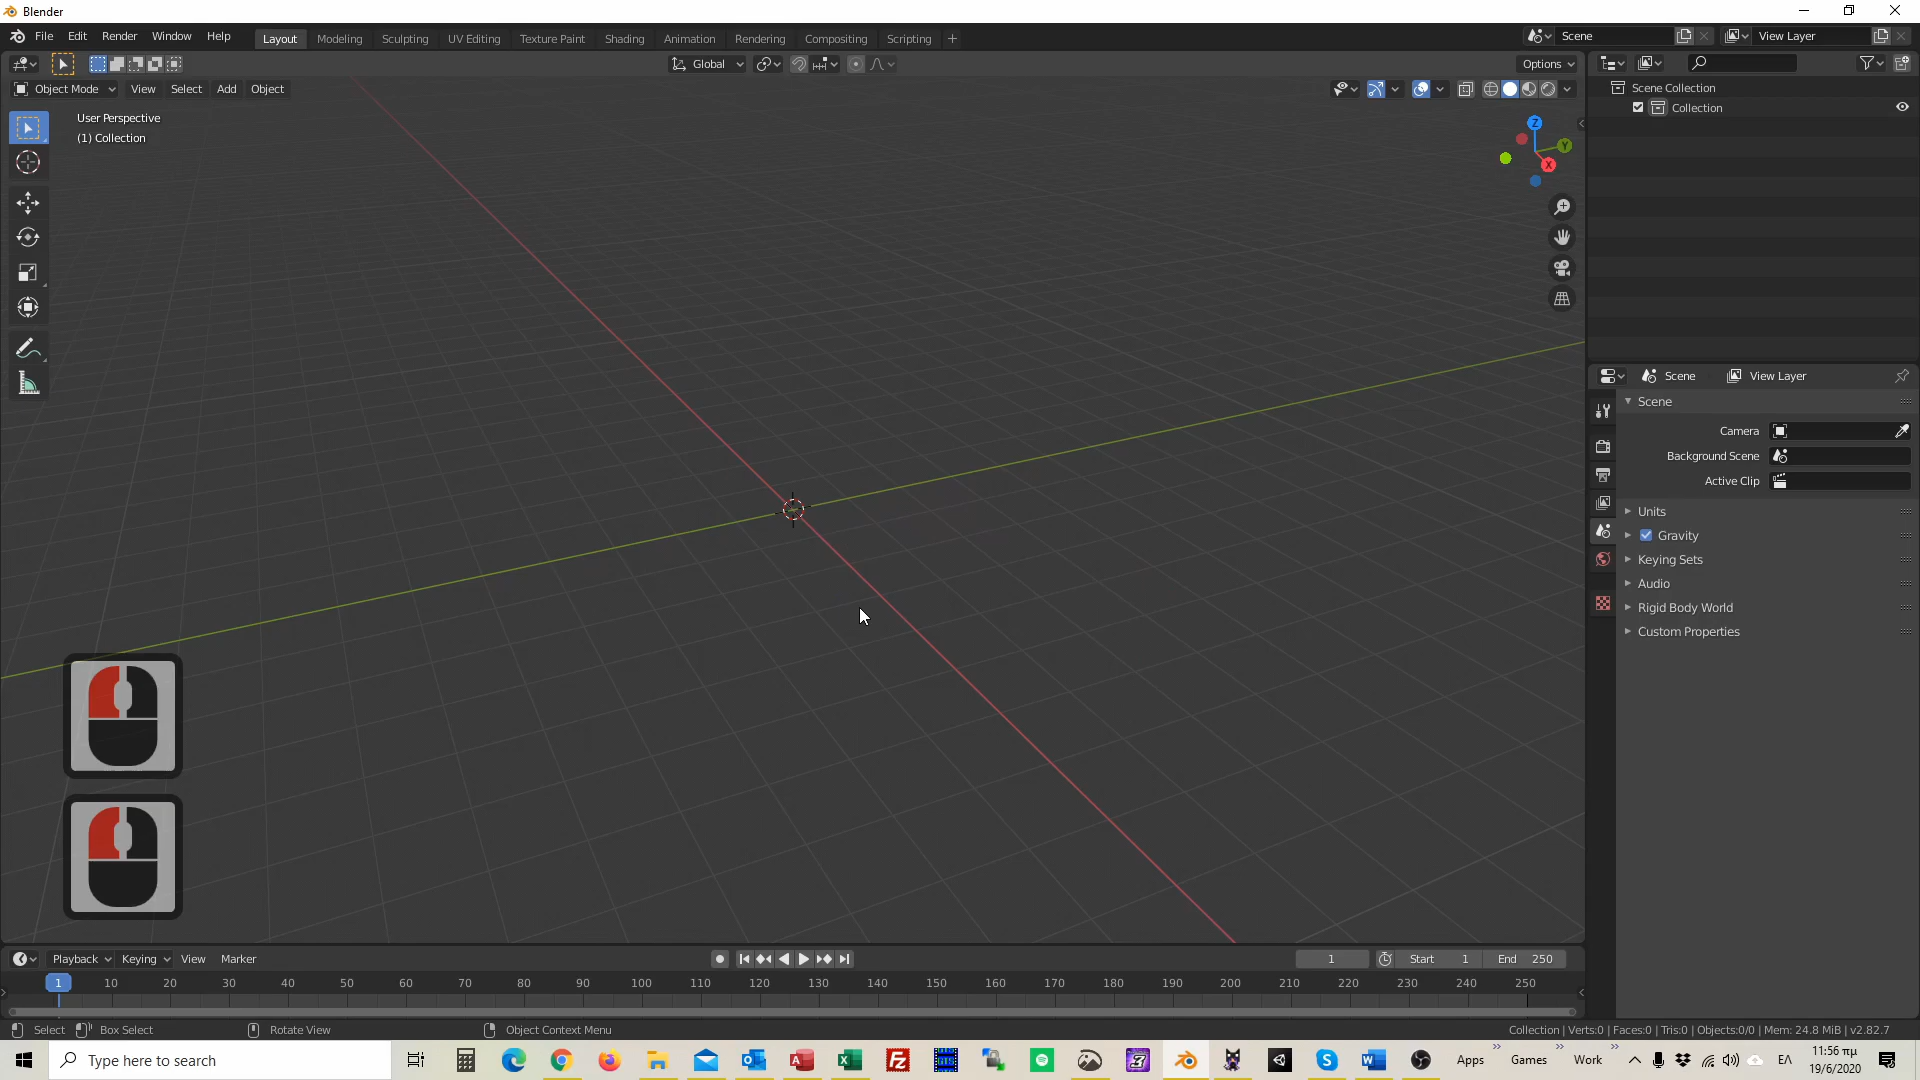 Blender
File Edit Render Window Help
Layout Modeling Sculpting UV Editing Texture Paint Shading Animation Rendering Compositing Scripting +
Scene
View Layer
Global
Options
Object Mode View Select Add Object
User Perspective
(1) Collection
Z
Y
X
Scene Collection
Collection
Scene View Layer
Scene
Camera
Background Scene
Active Clip
Units
Gravity
Keying Sets
Audio
Rigid Body World
Custom Properties
Playback Keying View Marker
1 Start 1 End 250
1 10 20 30 40 50 60 70 80 90 100 110 120 130 140 150 160 170 180 190 200 210 220 230 240 250
Select Box Select Rotate View Object Context Menu
Collection | Verts:0 | Faces:0 | Tris:0 | Objects:0/0 | Mem: 24.8 MiB | v2.82.7
Type here to search
Apps » Games » Work »
ΕΛ
11:56 πμ
19/6/2020